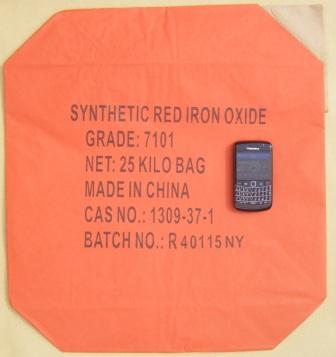 SYNTHETIC RED IRON OXIDE
GRADE: 7101
NET: 25 KILO BAG
MADE IN CHINA
CAS NO.: 1309-37-1
BATCH NO.: R 40115 NY
BlackBerry